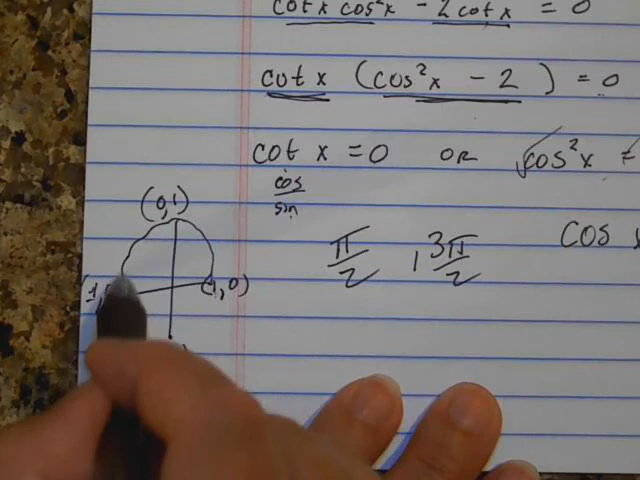 cot x cos²x - 2 cot x = 0
cot x (cos²x - 2) = 0
cot x = 0 OR √cos²x
cos
sin
(0,1)
π/2, 3π/2
cos
(1,0)